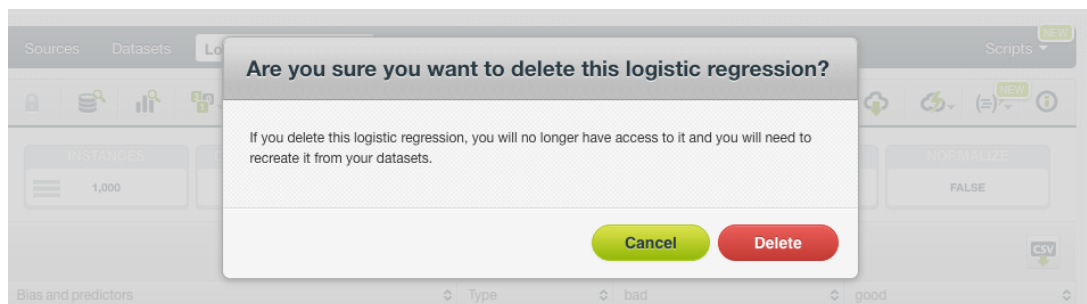 NEW
Sources Datasets Lo Scripts
Are you sure you want to delete this logistic regression?
NEW
If you delete this logistic regression, you will no longer have access to it and you will need to
recreate it from your datasets.
INSTANCES NORMALIZE
1,000 FALSE
Cancel Delete
CSV
Bias and predictors Type bad good